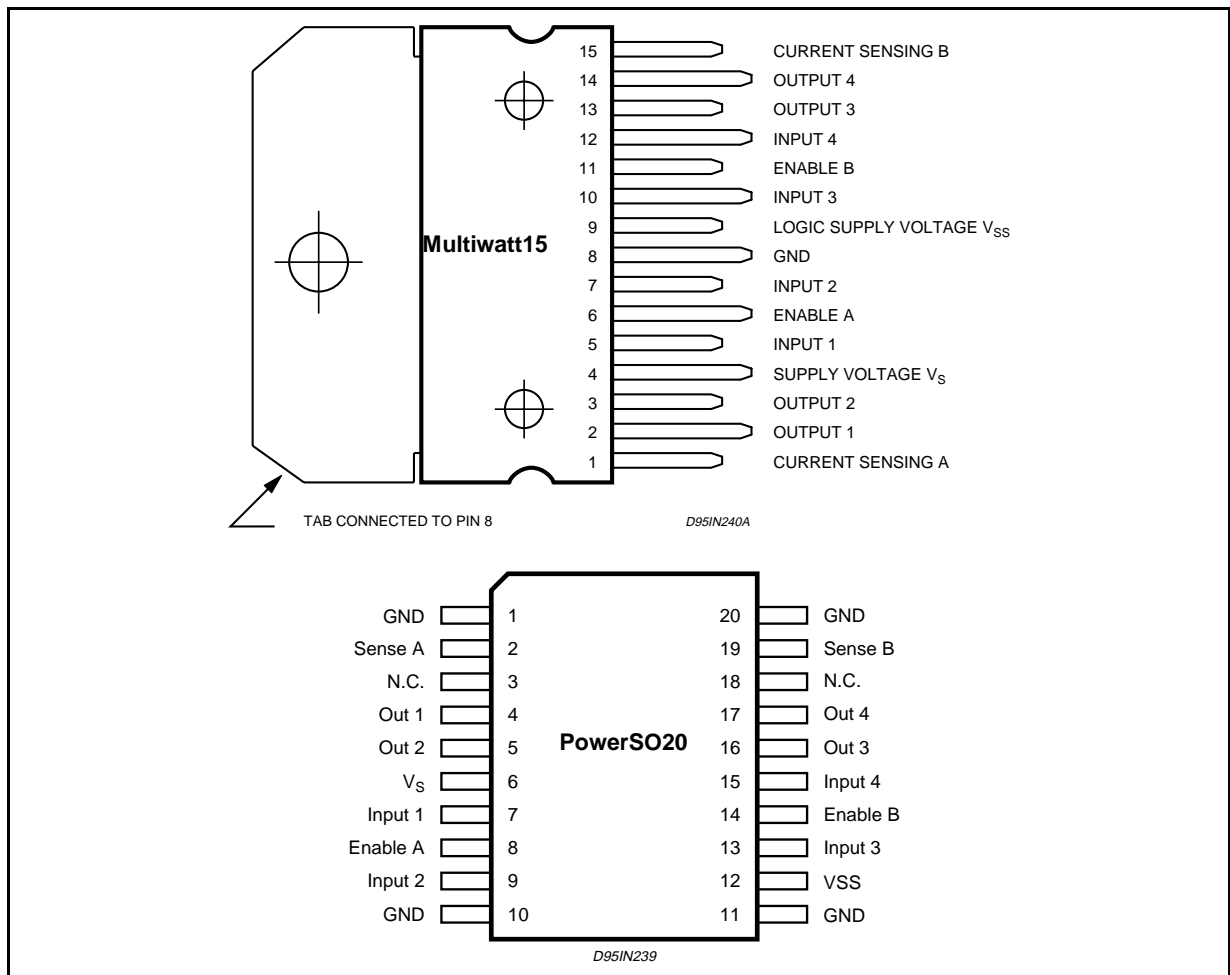 15 CURRENT SENSING B
14 OUTPUT 4
13 OUTPUT 3
12 INPUT 4
11 ENABLE B
10 INPUT 3
9 LOGIC SUPPLY VOLTAGE VSS
Multiwatt15
8 GND
7 INPUT 2
6 ENABLE A
5 INPUT 1
4 SUPPLY VOLTAGE VS
3 OUTPUT 2
2 OUTPUT 1
1 CURRENT SENSING A
TAB CONNECTED TO PIN 8
D95IN240A
GND 1 20 GND
Sense A 2 19 Sense B
N.C. 3 18 N.C.
Out 1 4 17 Out 4
Out 2 5 PowerSO20 16 Out 3
VS 6 15 Input 4
Input 1 7 14 Enable B
Enable A 8 13 Input 3
Input 2 9 12 VSS
GND 10 11 GND
D95IN239